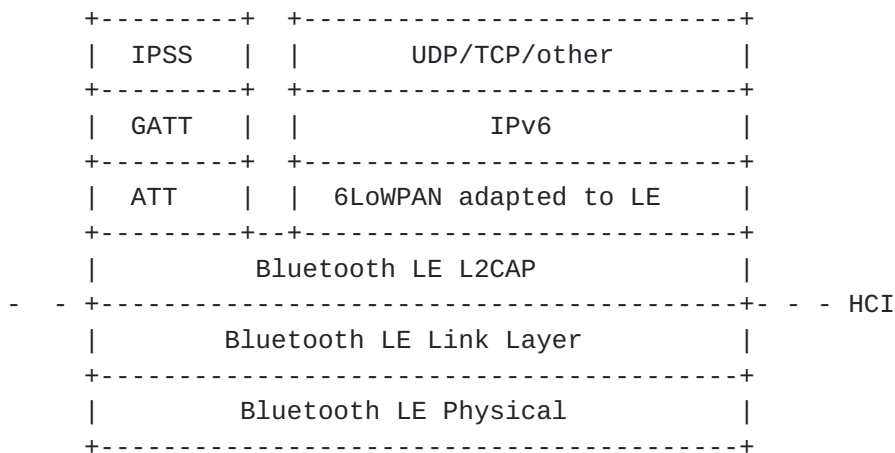 +---------+  +----------------------------+
|  IPSS   |  |       UDP/TCP/other        |
+---------+  +----------------------------+
|  GATT   |  |            IPv6            |
+---------+  +----------------------------+
|  ATT    |  |  6LoWPAN adapted to LE     |
+---------+--+----------------------------+
|          Bluetooth LE L2CAP             |
-  - +-----------------------------------------+- - - HCI
|        Bluetooth LE Link Layer          |
+-----------------------------------------+
|         Bluetooth LE Physical           |
+-----------------------------------------+